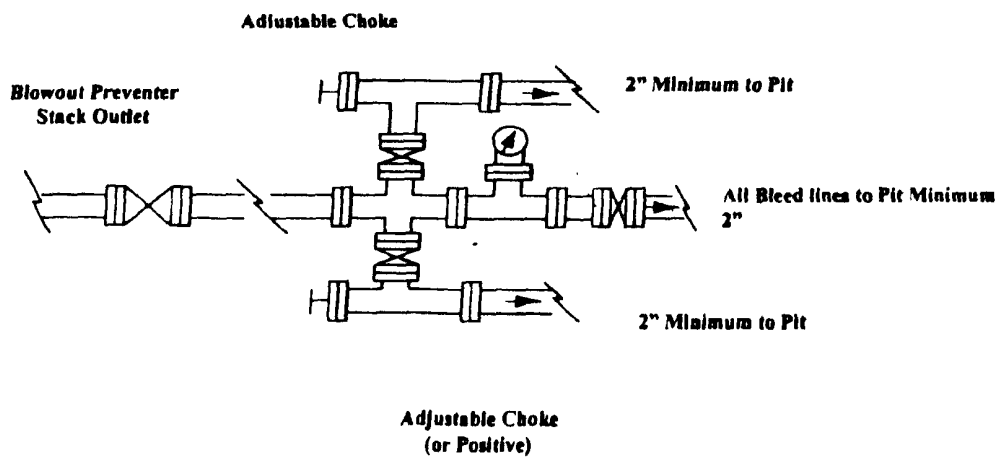 Adjustable Choke
Blowout Preventer
Stack Outlet
2" Minimum to Pit
All Bleed lines to Pit Minimum
2"
2" Minimum to Pit
Adjustable Choke
(or Positive)